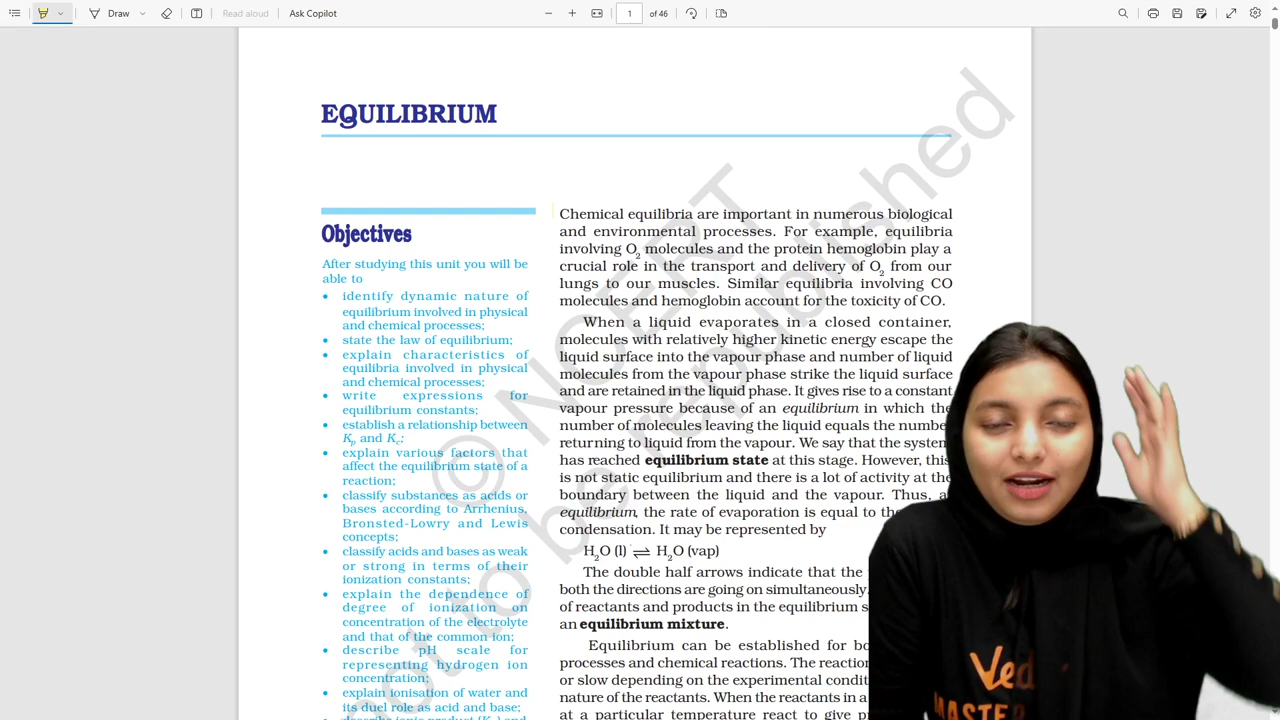 Draw
Read aloud
Ask Copilot
1 of 46
EQUILIBRIUM
Objectives
After studying this unit you will be
able to
• identify dynamic nature of
equilibrium involved in physical
and chemical processes;
• state the law of equilibrium;
• explain characteristics of
equilibria involved in physical
and chemical processes;
• write expressions for
equilibrium constants;
• establish a relationship between
Kp and Kc;
• explain various factors that
affect the equilibrium state of a
reaction;
• classify substances as acids or
bases according to Arrhenius,
Bronsted-Lowry and Lewis
concepts;
• classify acids and bases as weak
or strong in terms of their
ionization constants;
• explain the dependence of
degree of ionization on
concentration of the electrolyte
and that of the common ion;
• describe pH scale for
representing hydrogen ion
concentration;
• explain ionisation of water and
its duel role as acid and base;
• describe ionic product (Kw) and
Chemical equilibria are important in numerous biological
and environmental processes. For example, equilibria
involving O2 molecules and the protein hemoglobin play a
crucial role in the transport and delivery of O2 from our
lungs to our muscles. Similar equilibria involving CO
molecules and hemoglobin account for the toxicity of CO.
When a liquid evaporates in a closed container,
molecules with relatively higher kinetic energy escape the
liquid surface into the vapour phase and number of liquid
molecules from the vapour phase strike the liquid surface
and are retained in the liquid phase. It gives rise to a constant
vapour pressure because of an equilibrium in which the
number of molecules leaving the liquid equals the number
returning to liquid from the vapour. We say that the system
has reached equilibrium state at this stage. However, this
is not static equilibrium and there is a lot of activity at the
boundary between the liquid and the vapour. Thus, at
equilibrium, the rate of evaporation is equal to the
condensation. It may be represented by
H2O (l) ⇌ H2O (vap)
The double half arrows indicate that the
both the directions are going on simultaneously.
of reactants and products in the equilibrium
an equilibrium mixture.
Equilibrium can be established for
processes and chemical reactions. The reaction
or slow depending on the experimental
nature of the reactants. When the reactants in a
at a particular temperature react to give
© NCERT
not to be republished